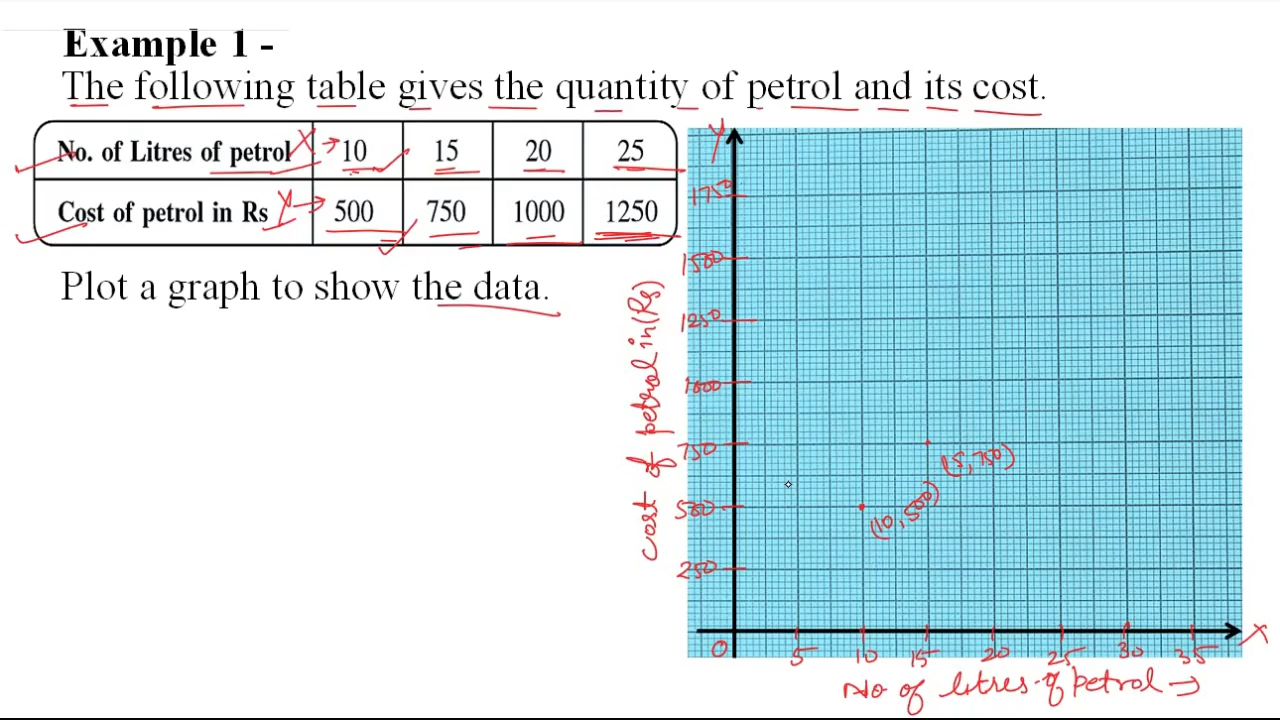 Example 1 -
The following table gives the quantity of petrol and its cost.
No. of Litres of petrol X → 10 15 20 25
Cost of petrol in Rs Y → 500 750 1000 1250
Plot a graph to show the data.
Y
1750
1500
1250
1000
750
500
250
0
cost of petrol in (Rs)
(15, 750)
(10, 500)
5 10 15 20 25 30 35
X
No of litres of petrol →